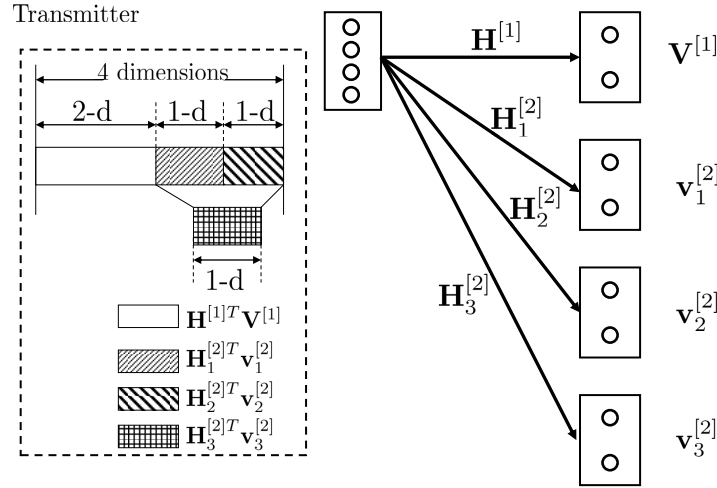 Transmitter
4 dimensions
2-d 1-d 1-d
1-d
𝐇^{[1]T} 𝐕^{[1]}
𝐇_1^{[2]T} 𝐯_1^{[2]}
𝐇_2^{[2]T} 𝐯_2^{[2]}
𝐇_3^{[2]T} 𝐯_3^{[2]}
𝐇^{[1]}
𝐇_1^{[2]}
𝐇_2^{[2]}
𝐇_3^{[2]}
𝐕^{[1]}
𝐯_1^{[2]}
𝐯_2^{[2]}
𝐯_3^{[2]}